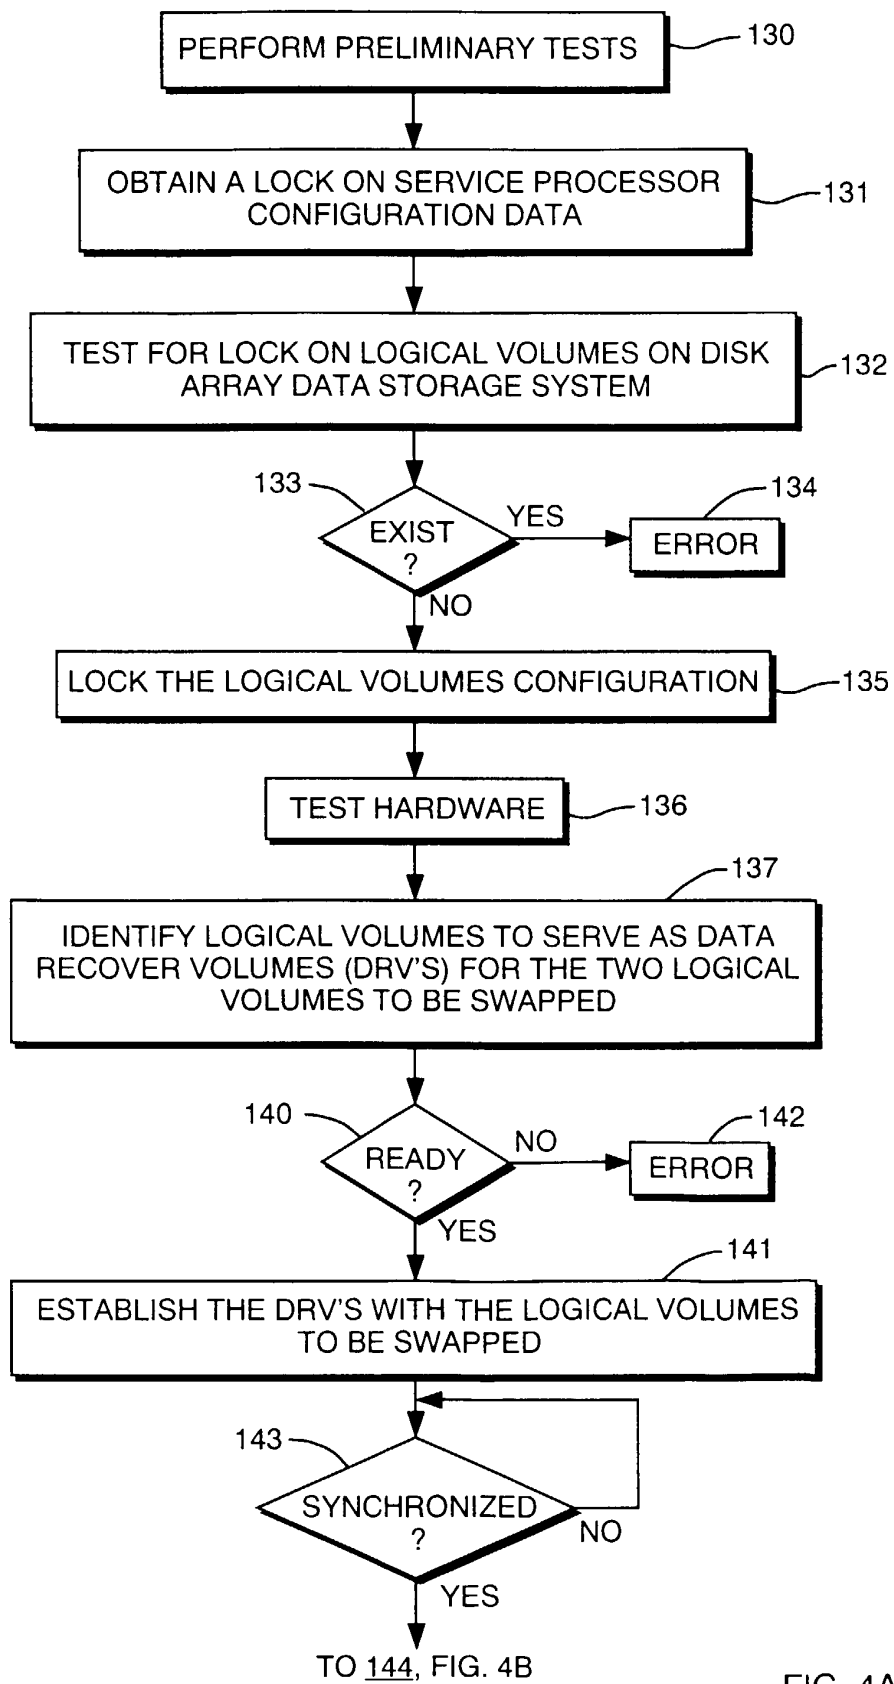 PERFORM PRELIMINARY TESTS
130
OBTAIN A LOCK ON SERVICE PROCESSOR
CONFIGURATION DATA
131
TEST FOR LOCK ON LOGICAL VOLUMES ON DISK
ARRAY DATA STORAGE SYSTEM
132
133
EXIST
?
YES
134
ERROR
NO
LOCK THE LOGICAL VOLUMES CONFIGURATION
135
TEST HARDWARE
136
137
IDENTIFY LOGICAL VOLUMES TO SERVE AS DATA
RECOVER VOLUMES (DRV'S) FOR THE TWO LOGICAL
VOLUMES TO BE SWAPPED
140
READY
?
NO
142
ERROR
YES
141
ESTABLISH THE DRV'S WITH THE LOGICAL VOLUMES
TO BE SWAPPED
143
SYNCHRONIZED
?
NO
YES
TO 144, FIG. 4B
FIG. 4A